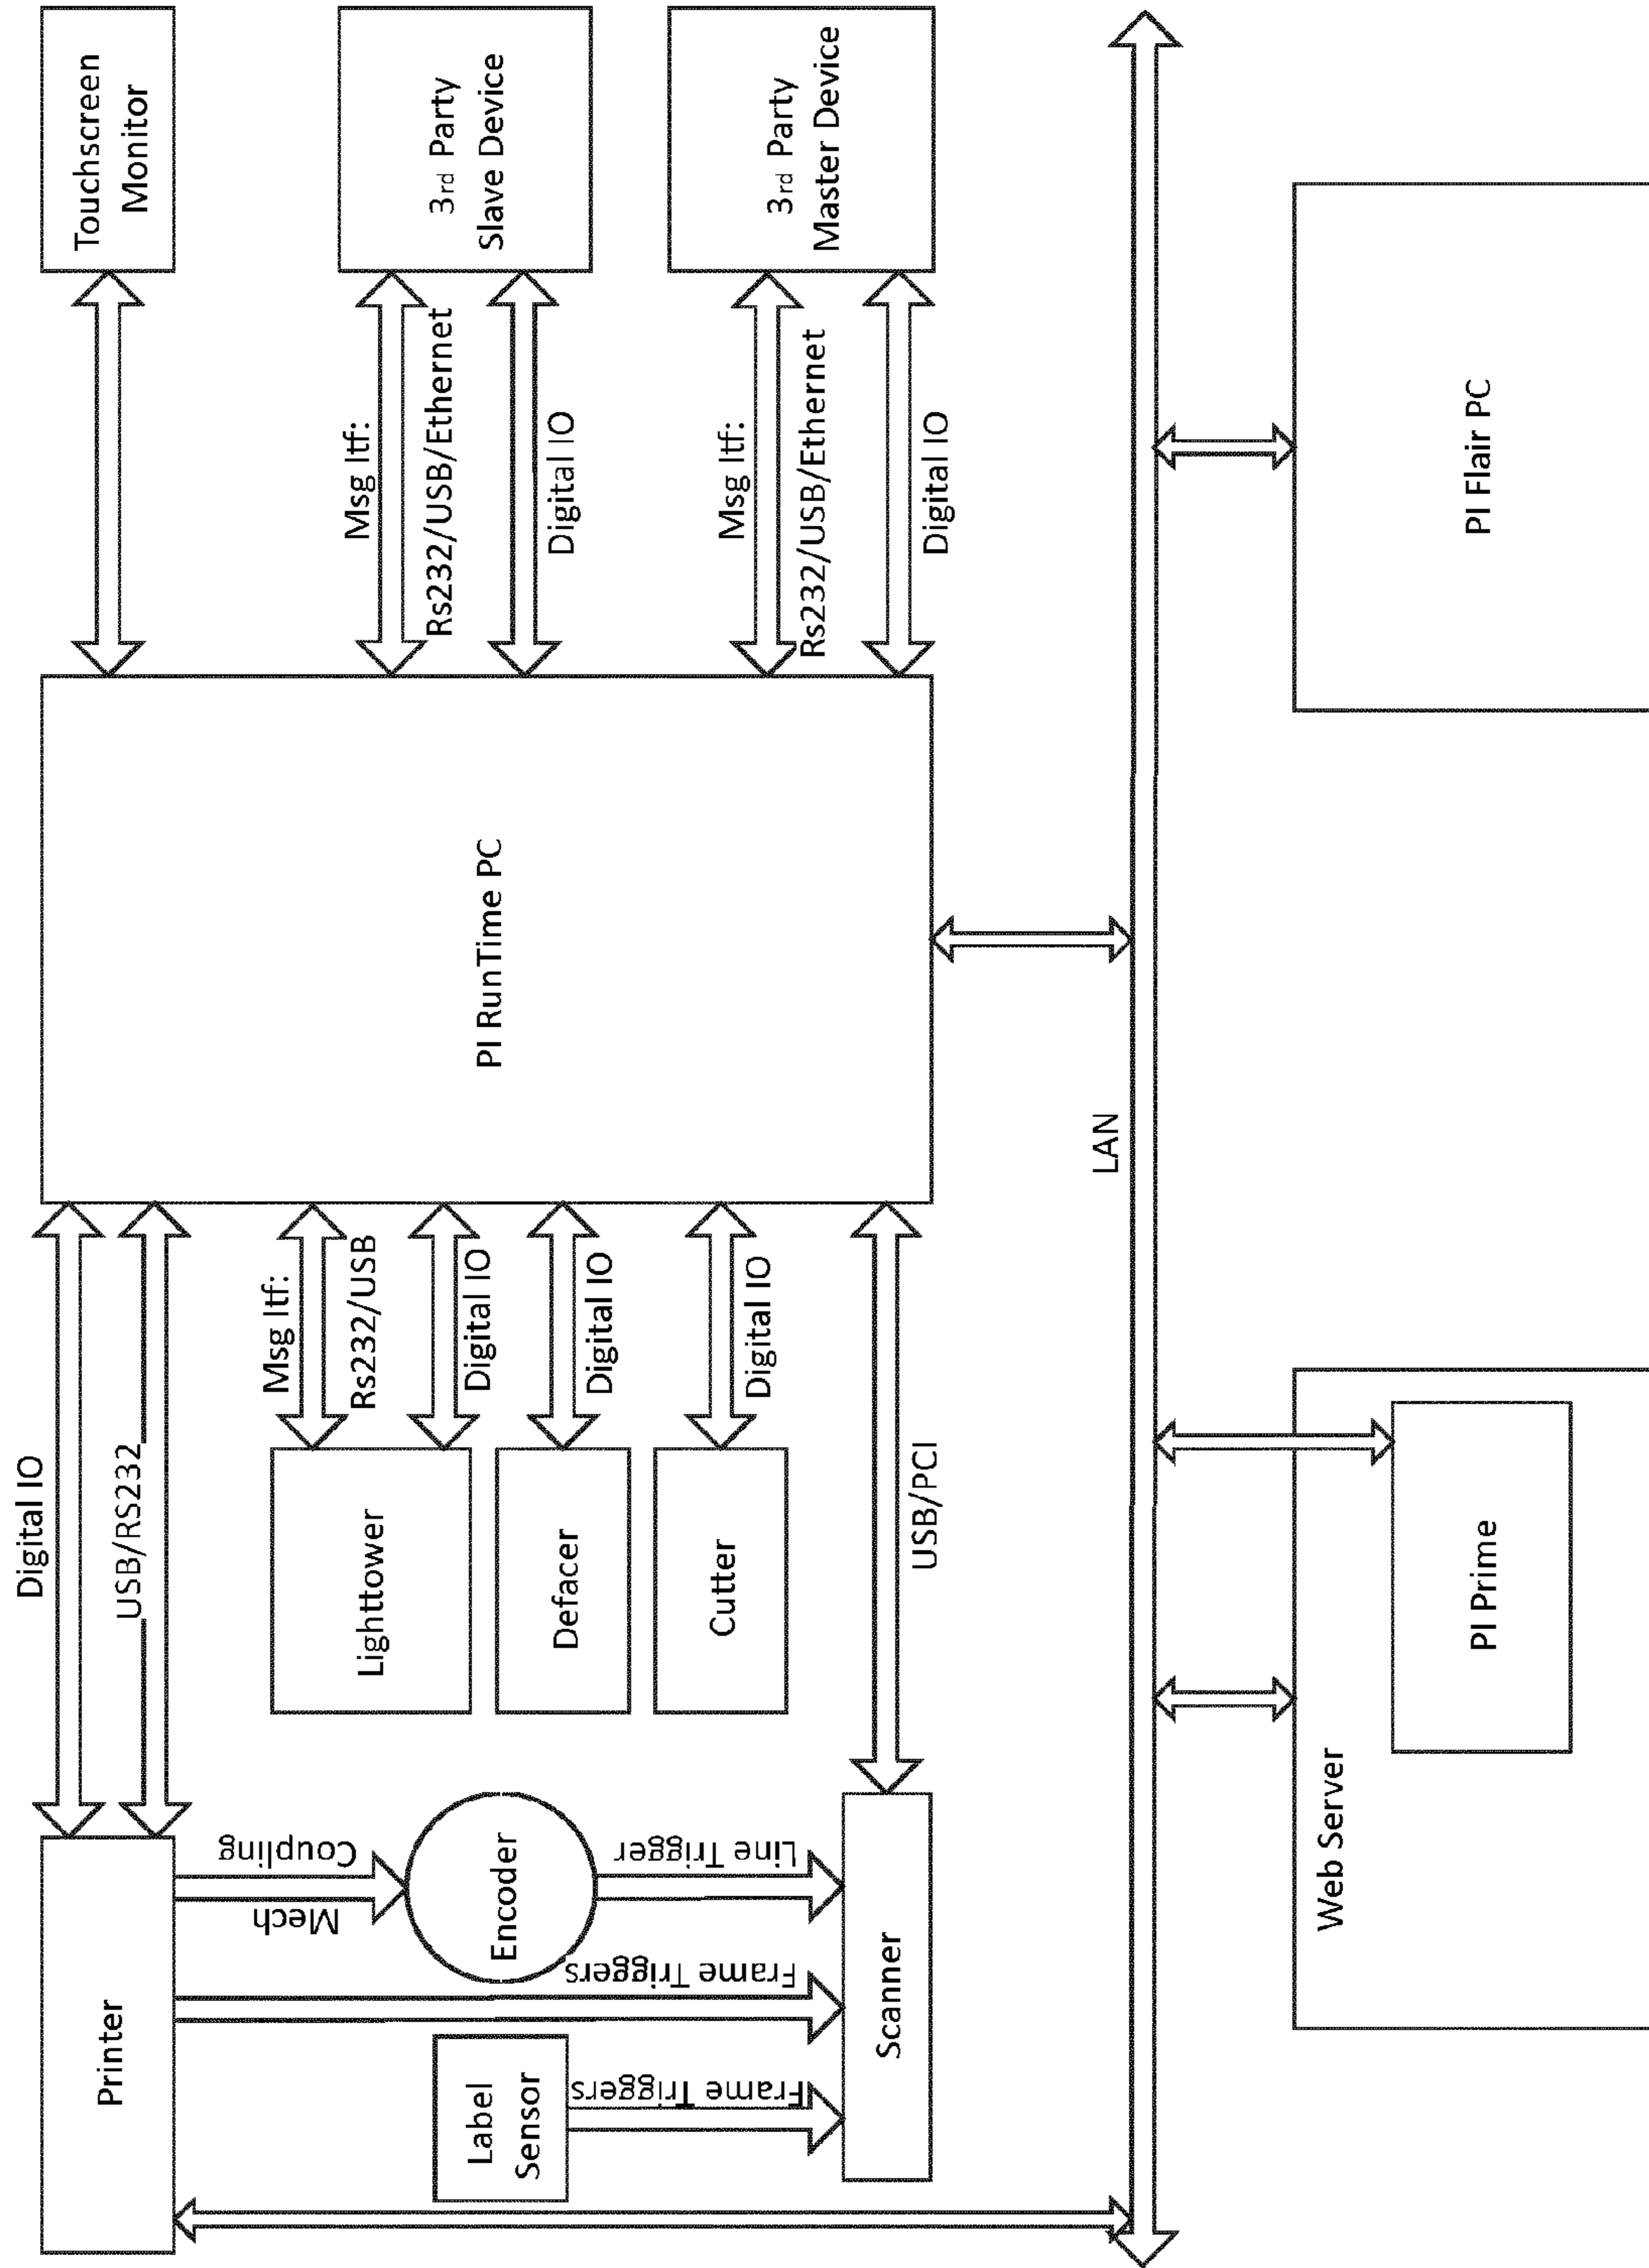 Digital IO
USB/RS232
Printer
Mech
Coupling
Encoder
Line Trigger
Frame Triggers
Label
Sensor
Frame Triggers
Scanner
Msg Itf:
Rs232/USB
Lighttower
Digital IO
Defacer
Digital IO
Cutter
Digital IO
USB/PCI
PI RunTime PC
Touchscreen
Monitor
Msg Itf:
Rs232/USB/Ethernet
3rd Party
Slave Device
Digital IO
Msg Itf:
Rs232/USB/Ethernet
3rd Party
Master Device
Digital IO
LAN
Web Server
PI Prime
PI Flair PC